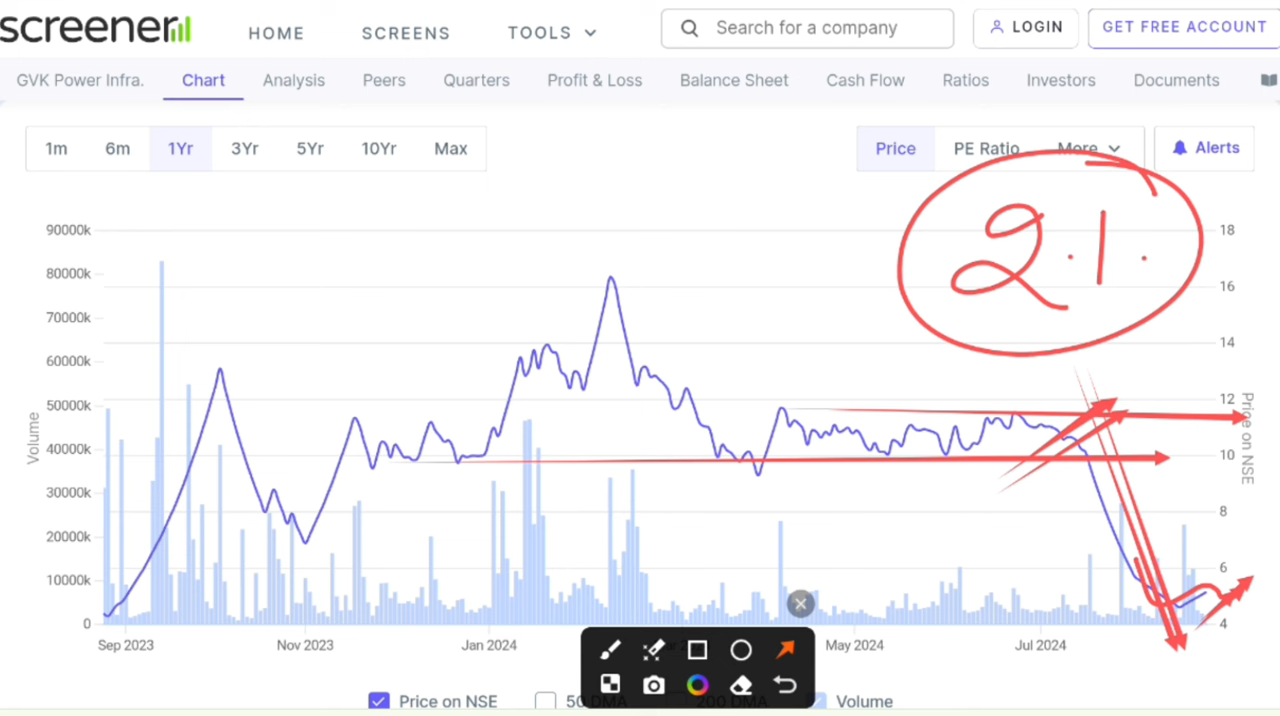 screener
HOME SCREENS TOOLS
Search for a company
LOGIN
GET FREE ACCOUNT
GVK Power Infra. Chart Analysis Peers Quarters Profit & Loss Balance Sheet Cash Flow Ratios Investors Documents
1m 6m 1Yr 3Yr 5Yr 10Yr Max
Price PE Ratio More
Alerts
2.1.
90000k
80000k
70000k
60000k
50000k
40000k
30000k
20000k
10000k
0
Volume
18
16
14
12
10
8
6
4
Price on NSE
Sep 2023 Nov 2023 Jan 2024 May 2024 Jul 2024
Price on NSE 50 DMA 200 DMA Volume